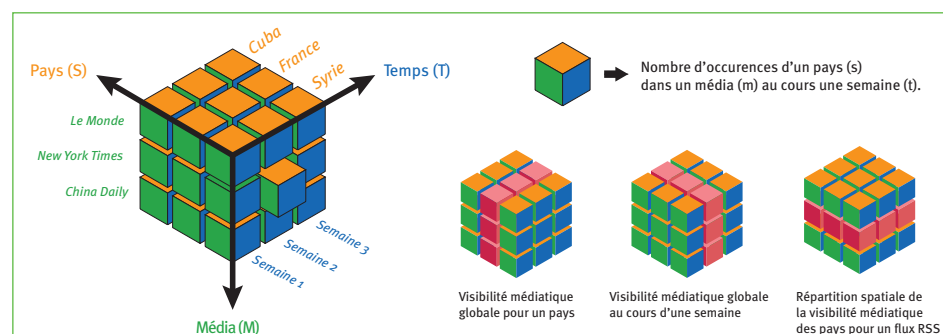 Pays (S)
Cuba
France
Syrie
Temps (T)
Le Monde
New York Times
China Daily
Semaine 1
Semaine 2
Semaine 3
Média (M)
Nombre d'occurences d'un pays (s)
dans un média (m) au cours une semaine (t).
Visibilité médiatique
globale pour un pays
Visibilité médiatique globale
au cours d'une semaine
Répartition spatiale de
la visibilité médiatique
des pays pour un flux RSS